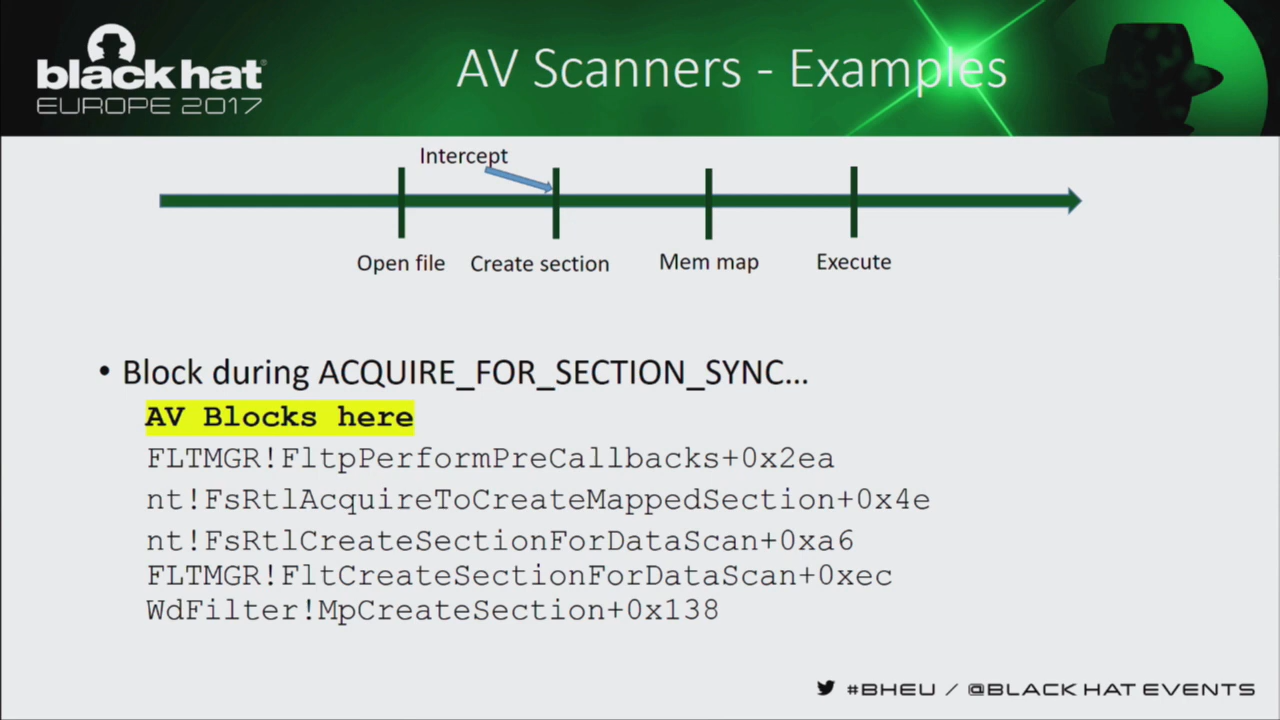 black hat
EUROPE 2017
AV Scanners - Examples
Intercept
Open file
Create section
Mem map
Execute
• Block during ACQUIRE_FOR_SECTION_SYNC...
AV Blocks here
FLTMGR!FltpPerformPreCallbacks+0x2ea
nt!FsRtlAcquireToCreateMappedSection+0x4e
nt!FsRtlCreateSectionForDataScan+0xa6
FLTMGR!FltCreateSectionForDataScan+0xec
WdFilter!MpCreateSection+0x138
#BHEU / @BLACK HAT EVENTS